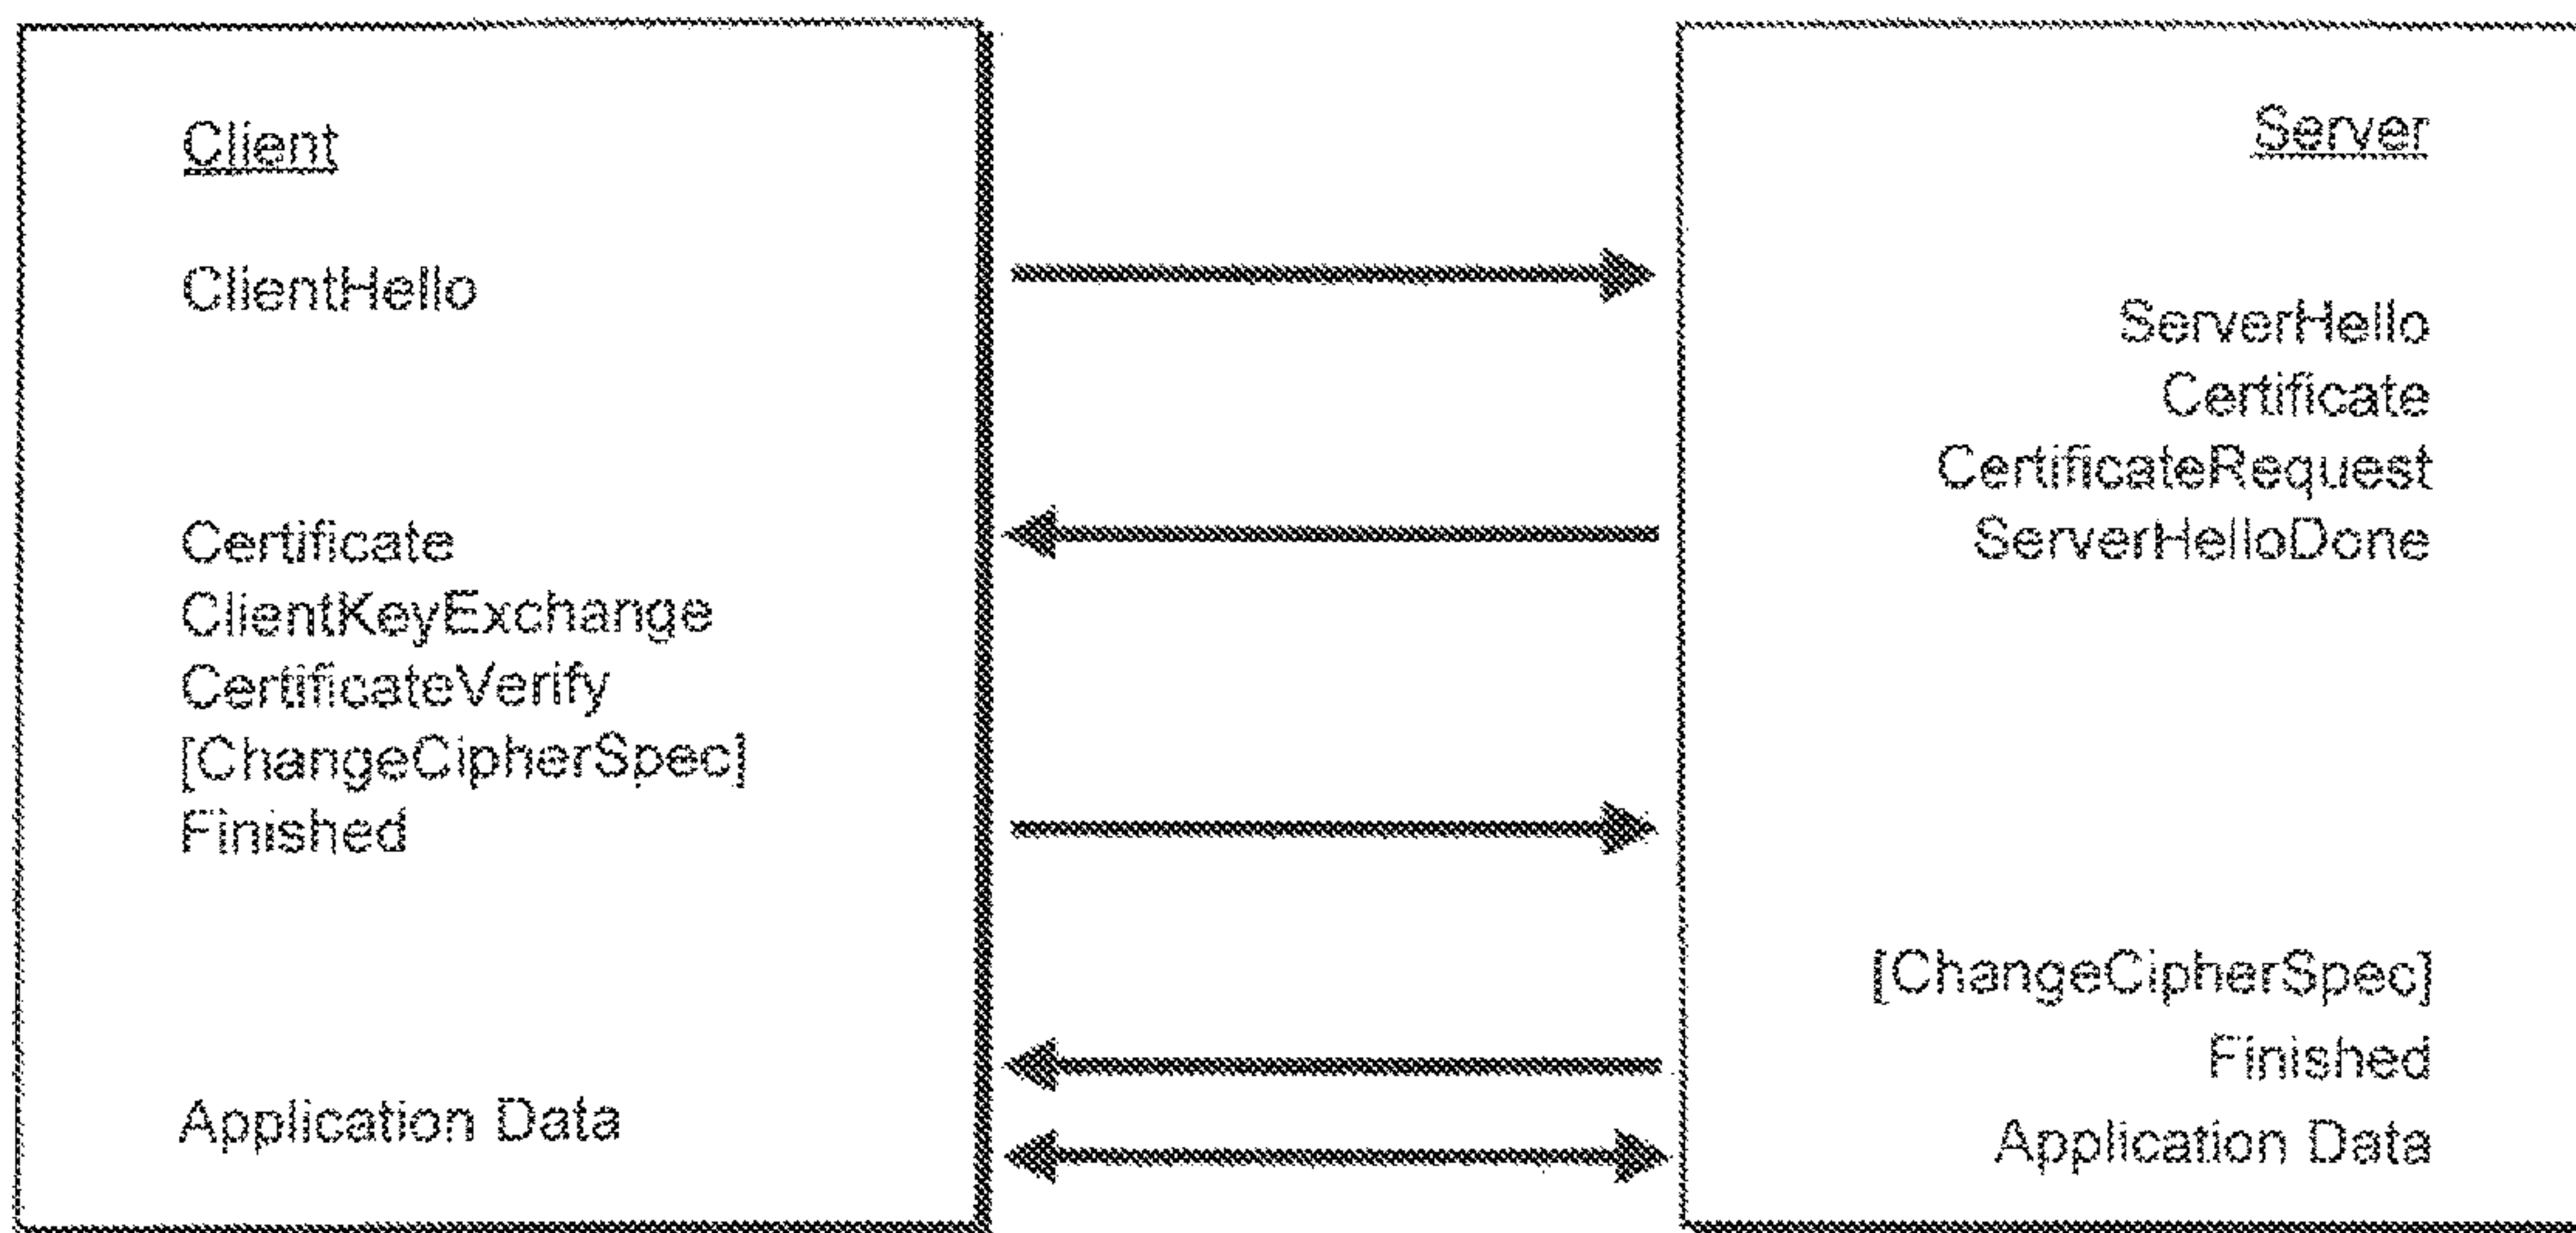 Client
ClientHello
Certificate
ClientKeyExchange
CertificateVerify
[ChangeCipherSpec]
Finished
Application Data
Server
ServerHello
Certificate
CertificateRequest
ServerHelloDone
[ChangeCipherSpec]
Finished
Application Data